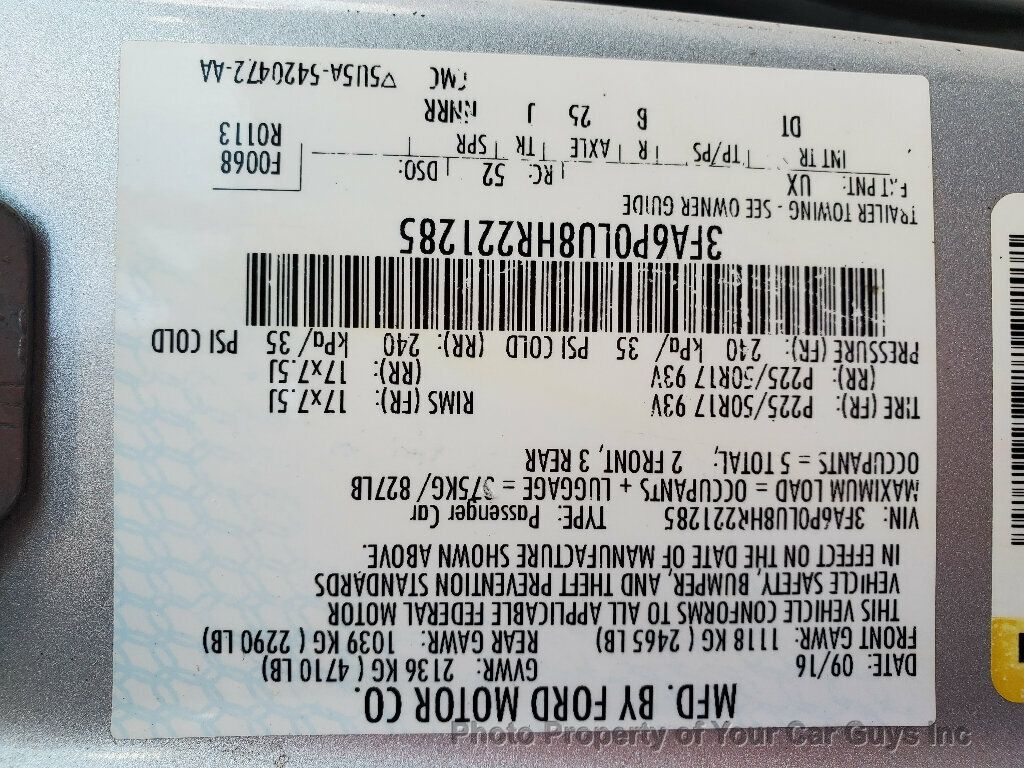 MFD. BY FORD MOTOR CO.
DATE: 09/16 GVWR: 2136 KG ( 4710 LB)
FRONT GAWR: 1118 KG ( 2465 LB) REAR GAWR: 1039 KG ( 2290 LB)
THIS VEHICLE CONFORMS TO ALL APPLICABLE FEDERAL MOTOR
VEHICLE SAFETY, BUMPER, AND THEFT PREVENTION STANDARDS
IN EFFECT ON THE DATE OF MANUFACTURE SHOWN ABOVE.
VIN: 3FA6P0LU8HR221285 TYPE: Passenger Car
MAXIMUM LOAD = OCCUPANTS + LUGGAGE = 375KG/ 827LB
OCCUPANTS = 5 TOTAL; 2 FRONT, 3 REAR
TIRE (FR): P225/50R17 93V RIMS (FR): 17x7.5J
(RR): P225/50R17 93V (RR): 17x7.5J
PRESSURE (FR): 240 kPa/ 35 PSI COLD (RR): 240 kPa/ 35 PSI COLD
3FA6P0LU8HR221285
TRAILER TOWING - SEE OWNER GUIDE
EXT PNT: UX RC: 52 DSO: F0068
INT TR TP/PS R AXLE TR SPR R0113
DT B 25 J NNRR
FMC ▽5U5A-5420472-AA
Photo Property of Your Car Guys Inc